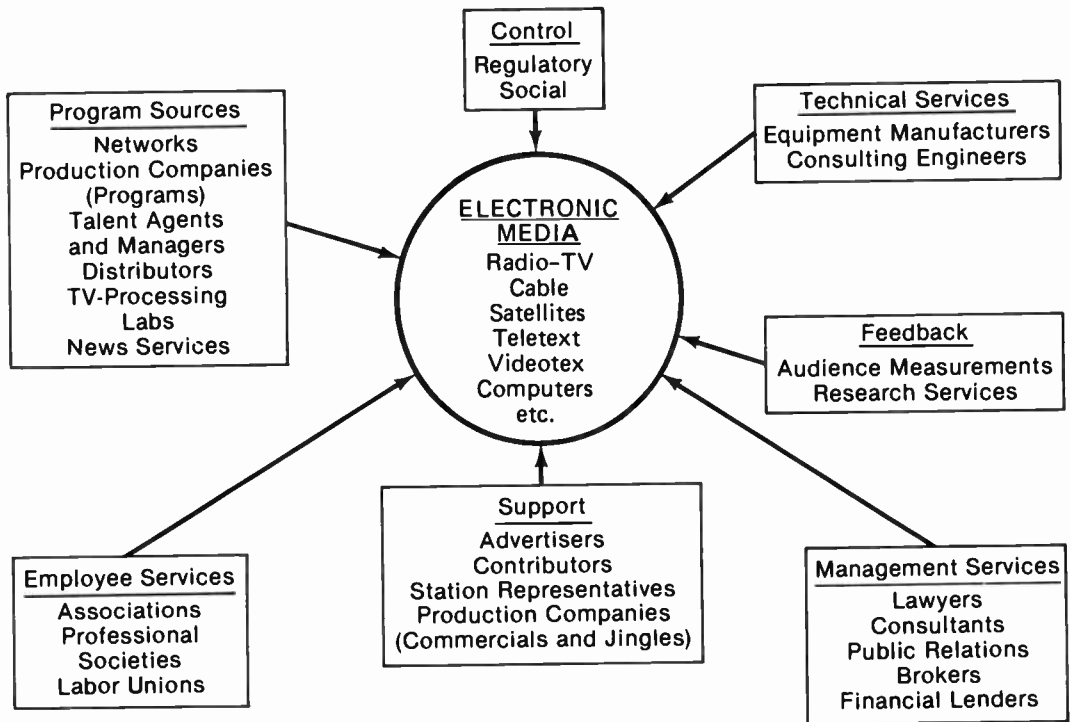 Control
Regulatory
Social
Program Sources
Networks
Production Companies
(Programs)
Talent Agents
and Managers
Distributors
TV-Processing
Labs
News Services
Technical Services
Equipment Manufacturers
Consulting Engineers
ELECTRONIC
MEDIA
Radio-TV
Cable
Satellites
Teletext
Videotex
Computers
etc.
Feedback
Audience Measurements
Research Services
Employee Services
Associations
Professional
Societies
Labor Unions
Support
Advertisers
Contributors
Station Representatives
Production Companies
(Commercials and Jingles)
Management Services
Lawyers
Consultants
Public Relations
Brokers
Financial Lenders